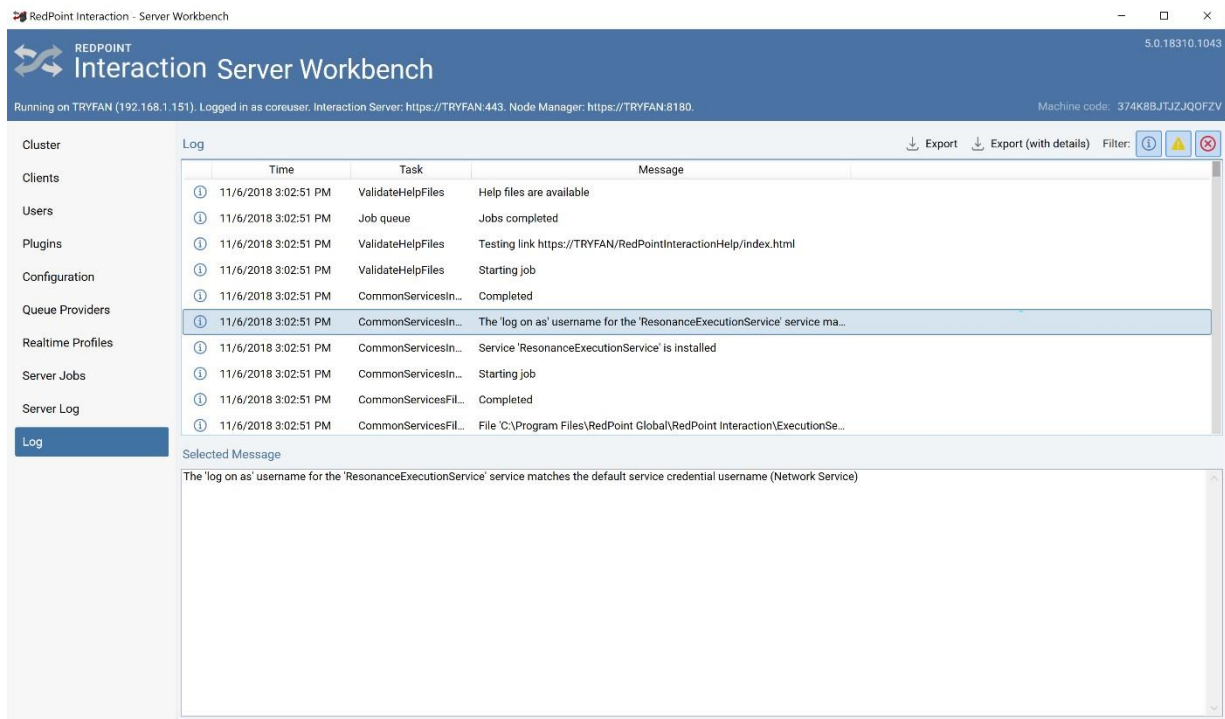 RedPoint Interaction - Server Workbench
REDPOINT
5.0.18310.1043
Interaction Server Workbench
Running on TRYFAN (192.168.1.151). Logged in as coreuser. Interaction Server: https://TRYFAN:443. Node Manager: https://TRYFAN:8180.
Machine code: 374K8BJTJZJQOFZV
Cluster
Clients
Users
Plugins
Configuration
Queue Providers
Realtime Profiles
Server Jobs
Server Log
Log
Log
Export Export (with details) Filter:
Time Task Message
11/6/2018 3:02:51 PM ValidateHelpFiles Help files are available
11/6/2018 3:02:51 PM Job queue Jobs completed
11/6/2018 3:02:51 PM ValidateHelpFiles Testing link https://TRYFAN/RedPointInteractionHelp/index.html
11/6/2018 3:02:51 PM ValidateHelpFiles Starting job
11/6/2018 3:02:51 PM CommonServicesIn... Completed
11/6/2018 3:02:51 PM CommonServicesIn... The 'log on as' username for the 'ResonanceExecutionService' service ma...
11/6/2018 3:02:51 PM CommonServicesIn... Service 'ResonanceExecutionService' is installed
11/6/2018 3:02:51 PM CommonServicesIn... Starting job
11/6/2018 3:02:51 PM CommonServicesFil... Completed
11/6/2018 3:02:51 PM CommonServicesFil... File 'C:\Program Files\RedPoint Global\RedPoint Interaction\ExecutionSe...
Selected Message
The 'log on as' username for the 'ResonanceExecutionService' service matches the default service credential username (Network Service)